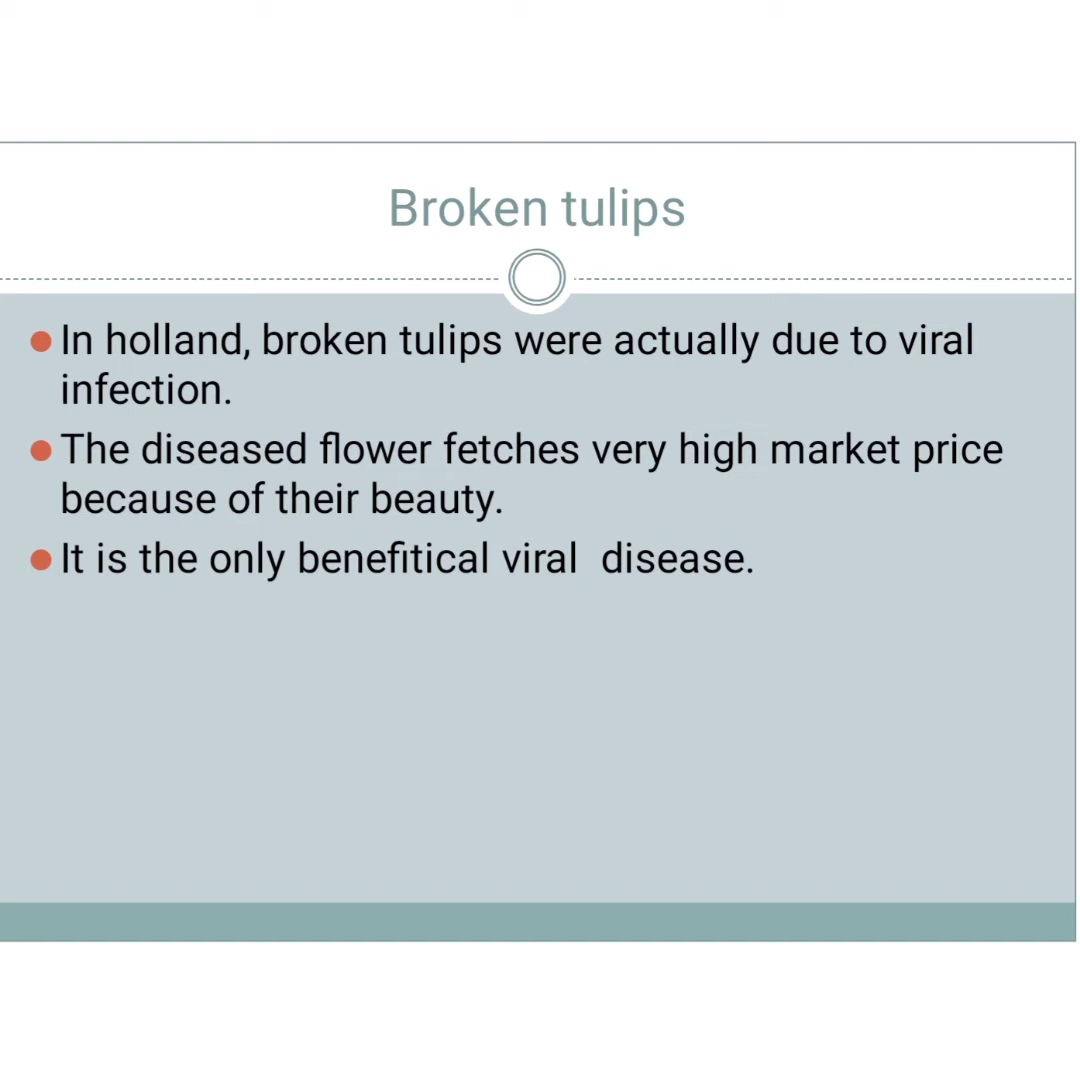 Broken tulips
In holland, broken tulips were actually due to viral
infection.
The diseased flower fetches very high market price
because of their beauty.
It is the only benefitical viral  disease.